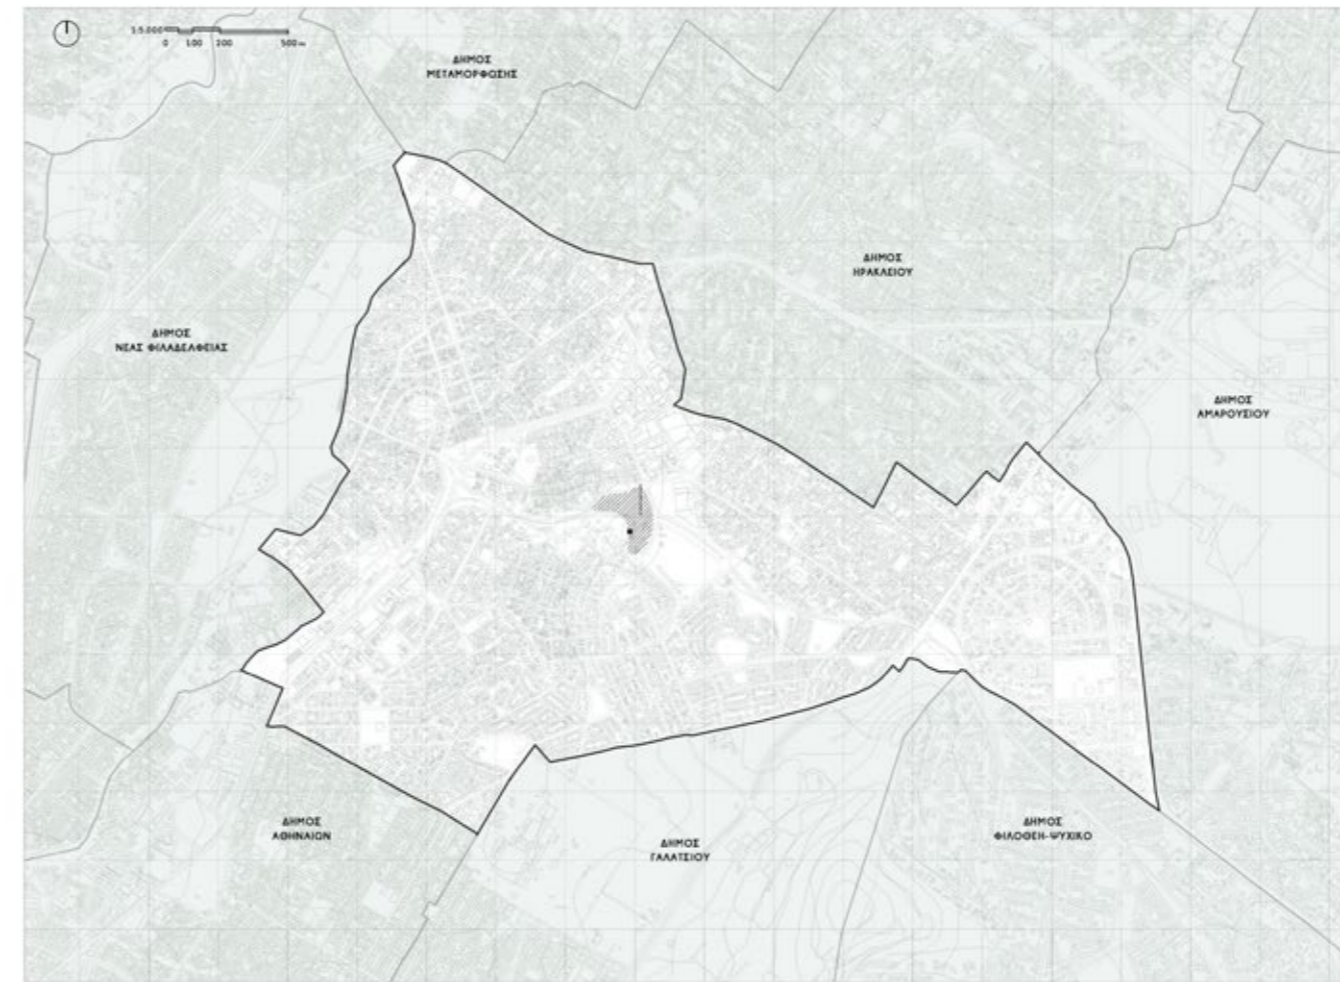 1:5.000
0 100 200 500 m
ΔΗΜΟΣ
ΜΕΤΑΜΟΡΦΩΣΗΣ
ΔΗΜΟΣ
ΗΡΑΚΛΕΙΟΥ
ΔΗΜΟΣ
ΝΕΑΣ ΦΙΛΑΔΕΛΦΕΙΑΣ
ΔΗΜΟΣ
ΑΜΑΡΟΥΣΙΟΥ
ΔΗΜΟΣ
ΑΘΗΝΑΙΩΝ
ΔΗΜΟΣ
ΓΑΛΑΤΣΙΟΥ
ΔΗΜΟΣ
ΦΙΛΟΘΕΗ-ΨΥΧΙΚΟ